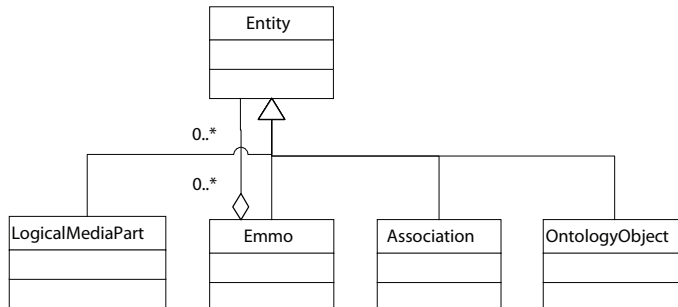 Entity
0..*
0..*
LogicalMediaPart
Emmo
Association
OntologyObject